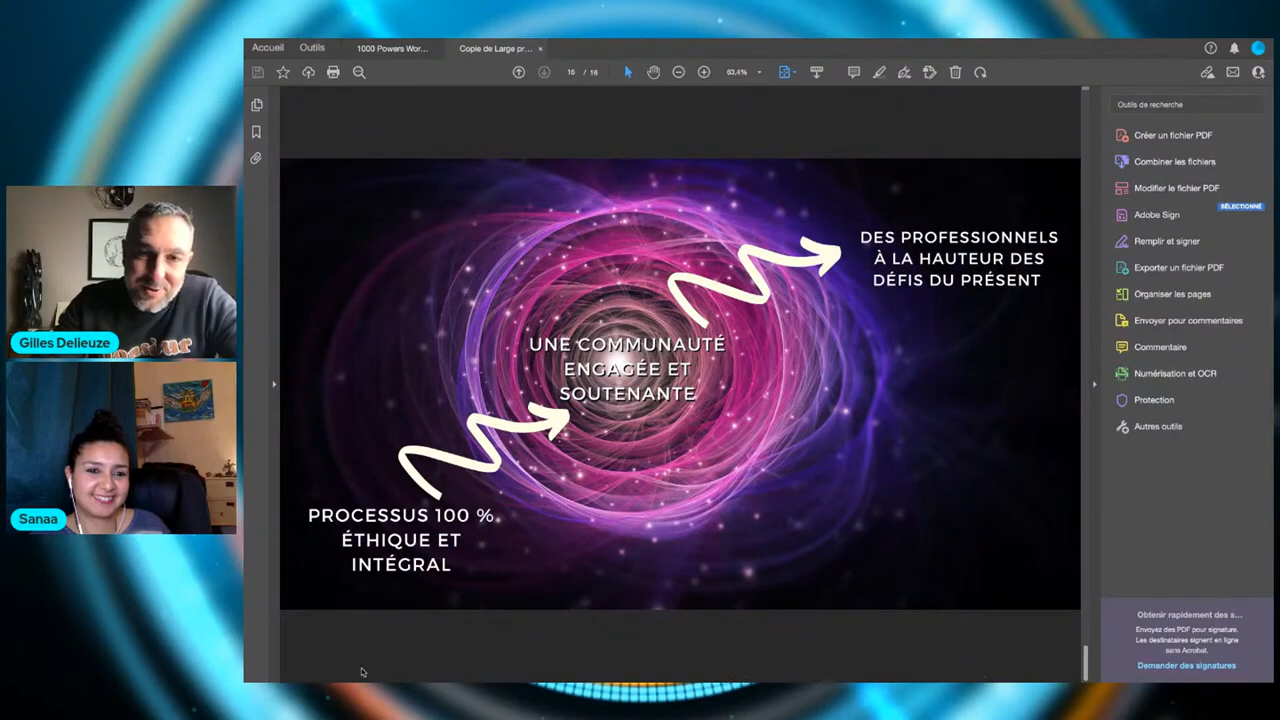 Accueil
Outils
1000 Powers Wor...
Copie de Large pr... ×
16 / 16
63,4%
Outils de recherche
Créer un fichier PDF
Combiner les fichiers
Modifier le fichier PDF
SÉLECTIONNÉ
Adobe Sign
Remplir et signer
Exporter un fichier PDF
Organiser les pages
Envoyer pour commentaires
Commentaire
Numérisation et OCR
Protection
Autres outils
Obtenir rapidement des s...
Envoyez des PDF pour signature.
Les destinataires signent en ligne
sans Acrobat.
Demander des signatures
DES PROFESSIONNELS
À LA HAUTEUR DES
DÉFIS DU PRÉSENT
UNE COMMUNAUTÉ
ENGAGÉE ET
SOUTENANTE
PROCESSUS 100 %
ÉTHIQUE ET
INTÉGRAL
Gilles Delieuze
Sanaa